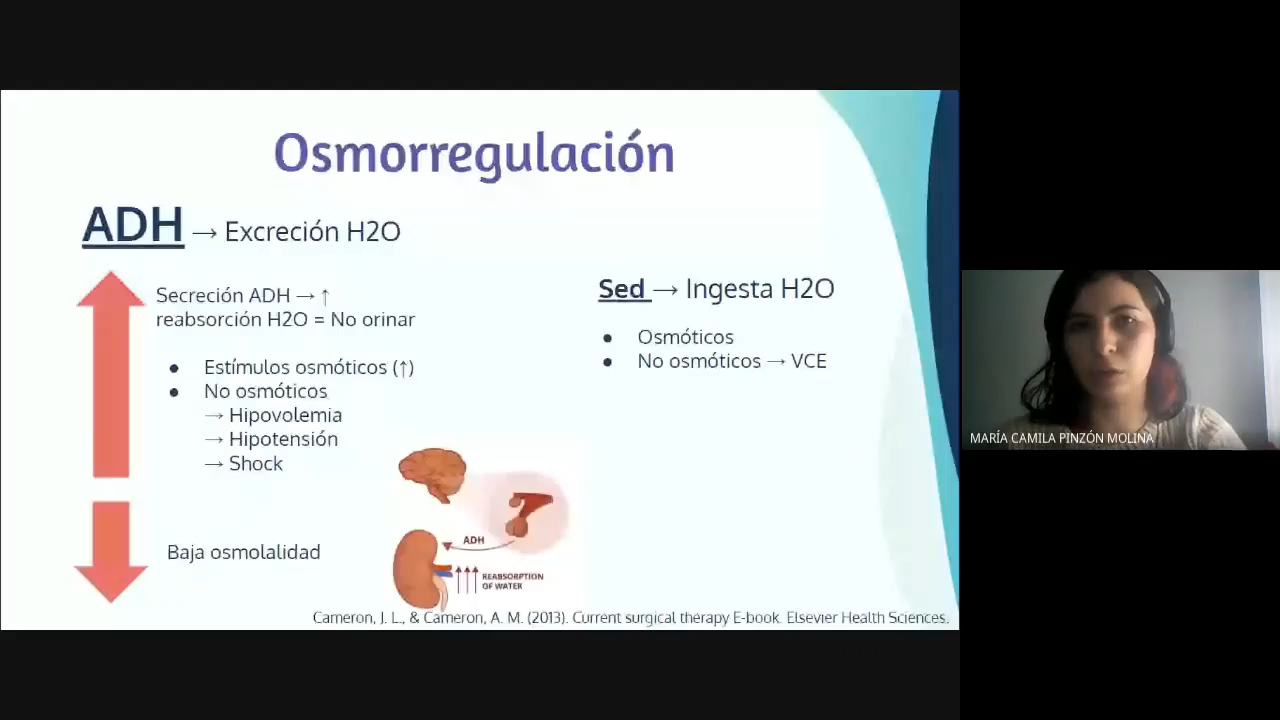 Osmorregulación
ADH → Excreción H2O
Secreción ADH → ↑
reabsorción H2O = No orinar
● Estímulos osmóticos (↑)
● No osmóticos
→ Hipovolemia
→ Hipotensión
→ Shock
Baja osmolalidad
Sed → Ingesta H2O
● Osmóticos
● No osmóticos → VCE
ADH
REABSORPTION
OF WATER
Cameron, J. L., & Cameron, A. M. (2013). Current surgical therapy E-book. Elsevier Health Sciences.
MARÍA CAMILA PINZÓN MOLINA